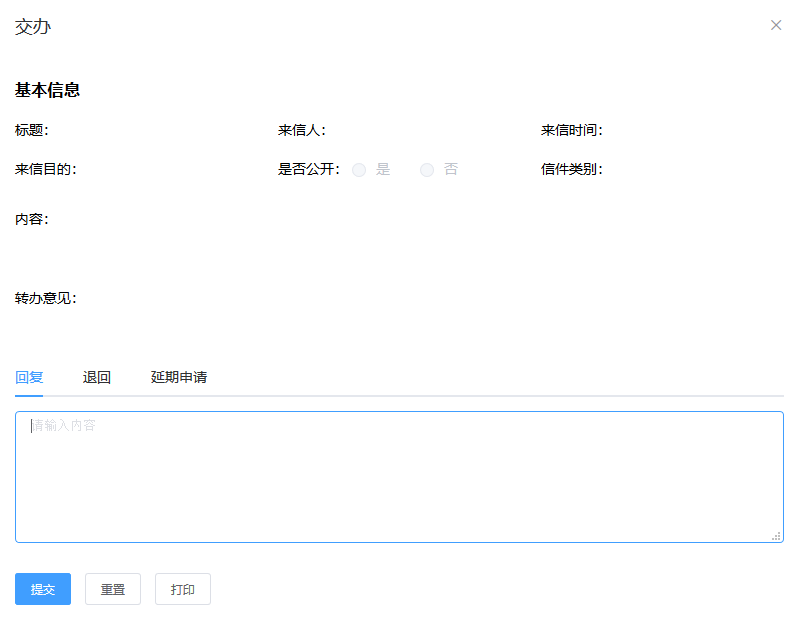 交办
基本信息
标题：　来信人：　来信时间：
来信目的：　是否公开：　是　否　信件类别：
内容：
转办意见：
回复　退回　延期申请
请输入内容
提交　重置　打印